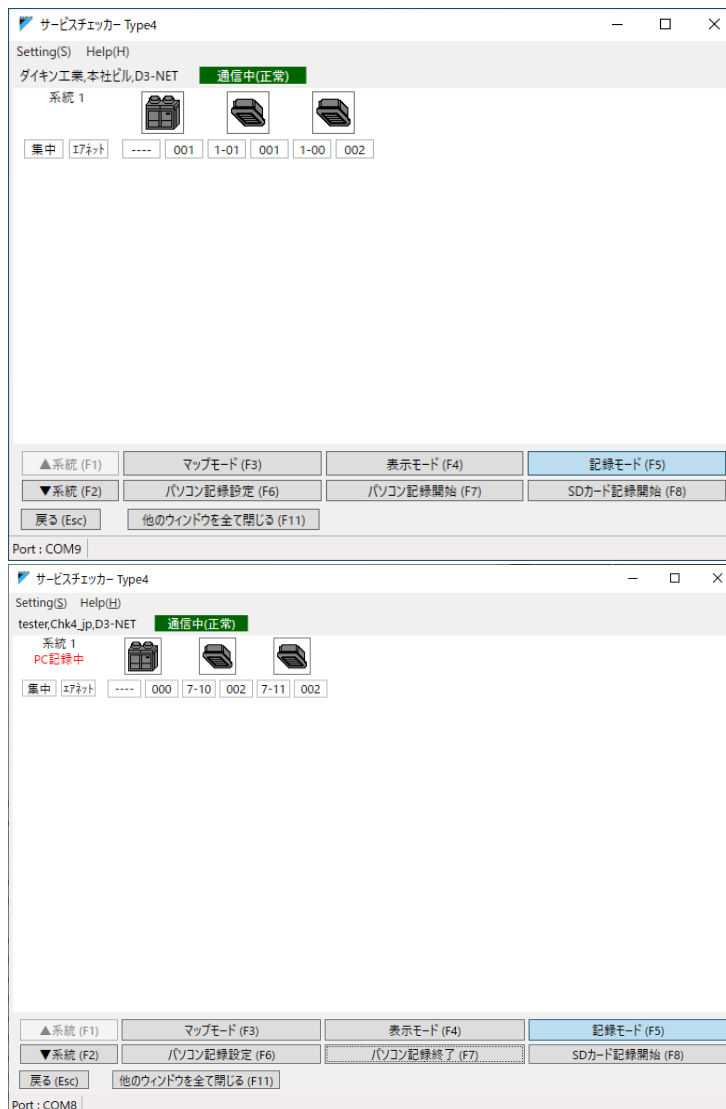 サービスチェッカー Type4
Setting(S) Help(H)
ダイキン工業,本社ビル,D3-NET 通信中(正常)
系統 1
集中 エアネット ---- 001 1-01 001 1-00 002
▲系統 (F1) マップモード (F3) 表示モード (F4) 記録モード (F5)
▼系統 (F2) パソコン記録設定 (F6) パソコン記録開始 (F7) SDカード記録開始 (F8)
戻る (Esc) 他のウィンドウを全て閉じる (F11)
Port : COM9
サービスチェッカー Type4
Setting(S) Help(H)
tester,Chk4_jp,D3-NET 通信中(正常)
系統 1
PC記録中
集中 エアネット ---- 000 7-10 002 7-11 002
▲系統 (F1) マップモード (F3) 表示モード (F4) 記録モード (F5)
▼系統 (F2) パソコン記録設定 (F6) パソコン記録終了 (F7) SDカード記録開始 (F8)
戻る (Esc) 他のウィンドウを全て閉じる (F11)
Port : COM8